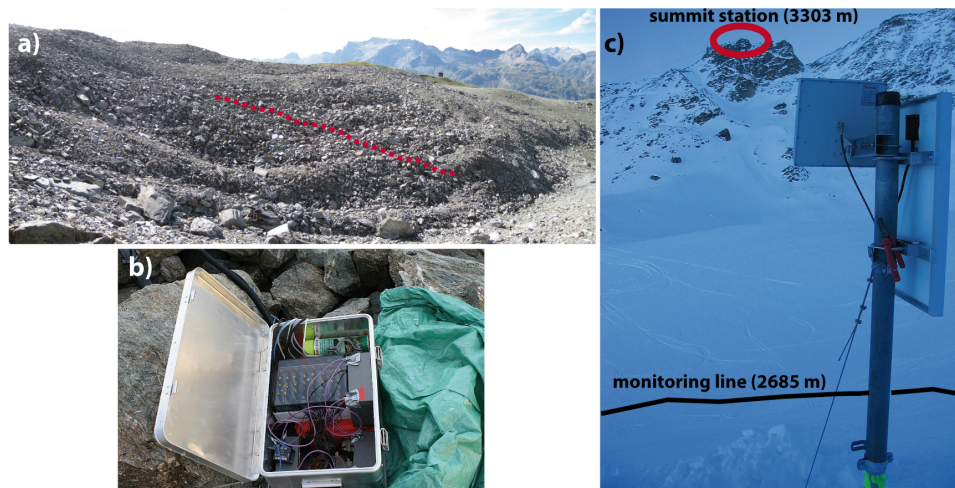 a)
b)
summit station (3303 m)
c)
monitoring line (2685 m)